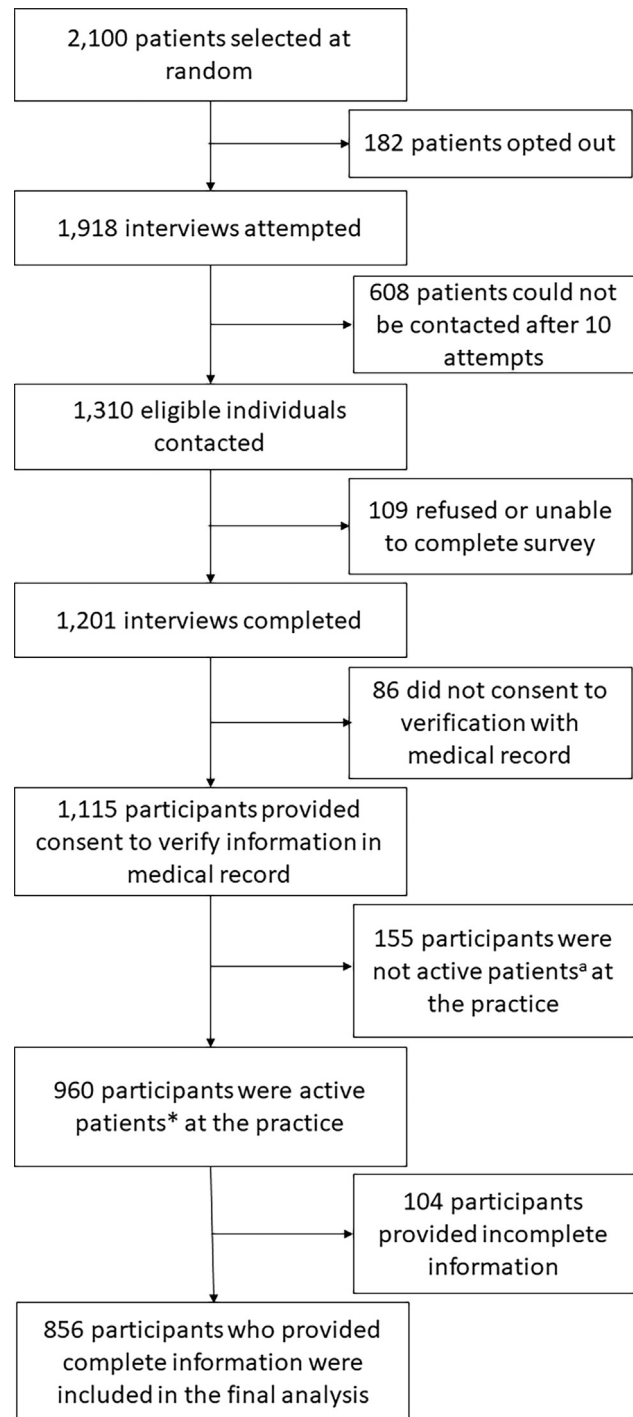 2,100 patients selected at
random
182 patients opted out
1,918 interviews attempted
608 patients could not
be contacted after 10
attempts
1,310 eligible individuals
contacted
109 refused or unable
to complete survey
1,201 interviews completed
86 did not consent to
verification with
medical record
1,115 participants provided
consent to verify information in
medical record
155 participants were
not active patientsᵃ at
the practice
960 participants were active
patients* at the practice
104 participants
provided incomplete
information
856 participants who provided
complete information were
included in the final analysis